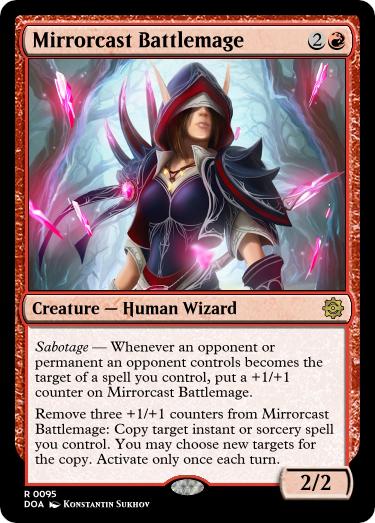 Mirrorcast Battlemage 2
Creature — Human Wizard
Sabotage — Whenever an opponent or
permanent an opponent controls becomes the
target of a spell you control, put a +1/+1
counter on Mirrorcast Battlemage.
Remove three +1/+1 counters from Mirrorcast
Battlemage: Copy target instant or sorcery spell
you control. You may choose new targets for
the copy. Activate only once each turn.
2/2
R 0095
DOA Konstantin Sukhov